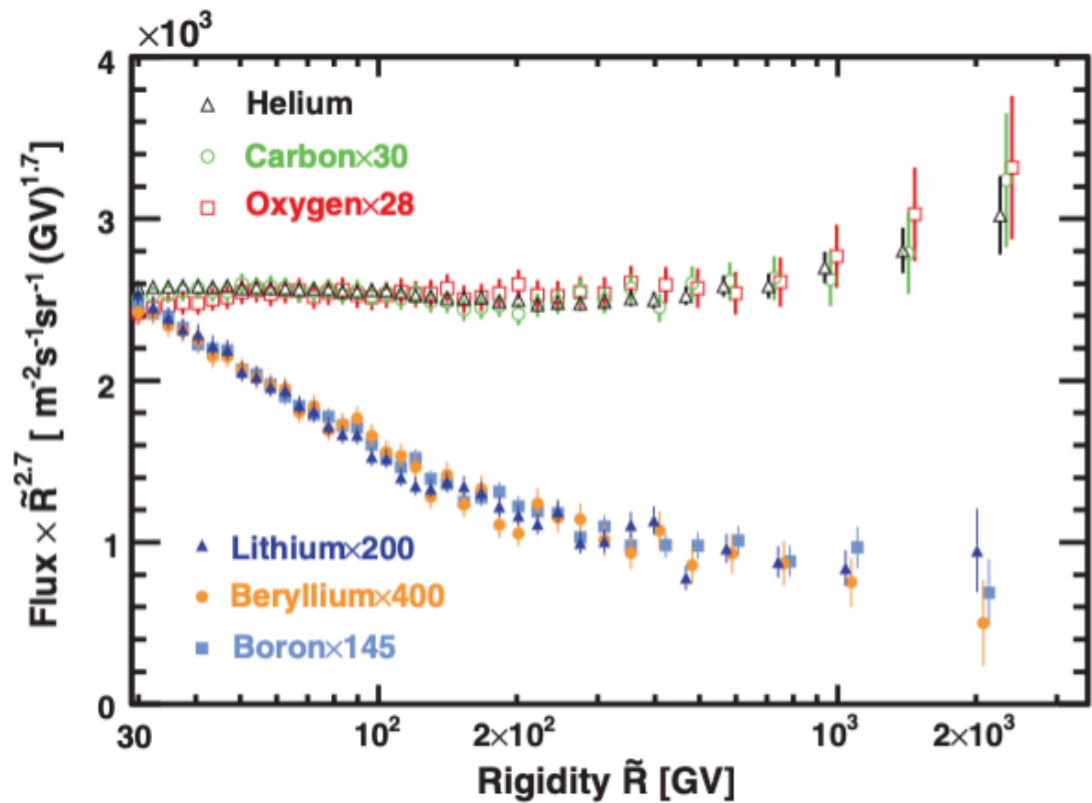 ×10³
4
3
2
1
0
Flux × R̃²·⁷ [ m⁻²s⁻¹sr⁻¹ (GV)¹·⁷]
Helium
Carbon×30
Oxygen×28
Lithium×200
Beryllium×400
Boron×145
30
10²
2×10²
10³
2×10³
Rigidity R̃ [GV]